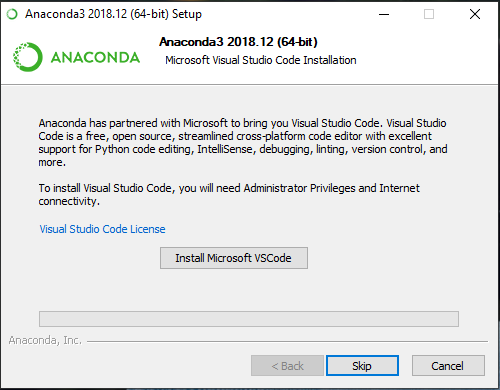 Anaconda3 2018.12 (64-bit) Setup
ANACONDA
Anaconda3 2018.12 (64-bit)
Microsoft Visual Studio Code Installation
Anaconda has partnered with Microsoft to bring you Visual Studio Code. Visual Studio
Code is a free, open source, streamlined cross-platform code editor with excellent
support for Python code editing, IntelliSense, debugging, linting, version control, and
more.
To install Visual Studio Code, you will need Administrator Privileges and Internet
connectivity.
Visual Studio Code License
Install Microsoft VSCode
Anaconda, Inc.
< Back
Skip
Cancel